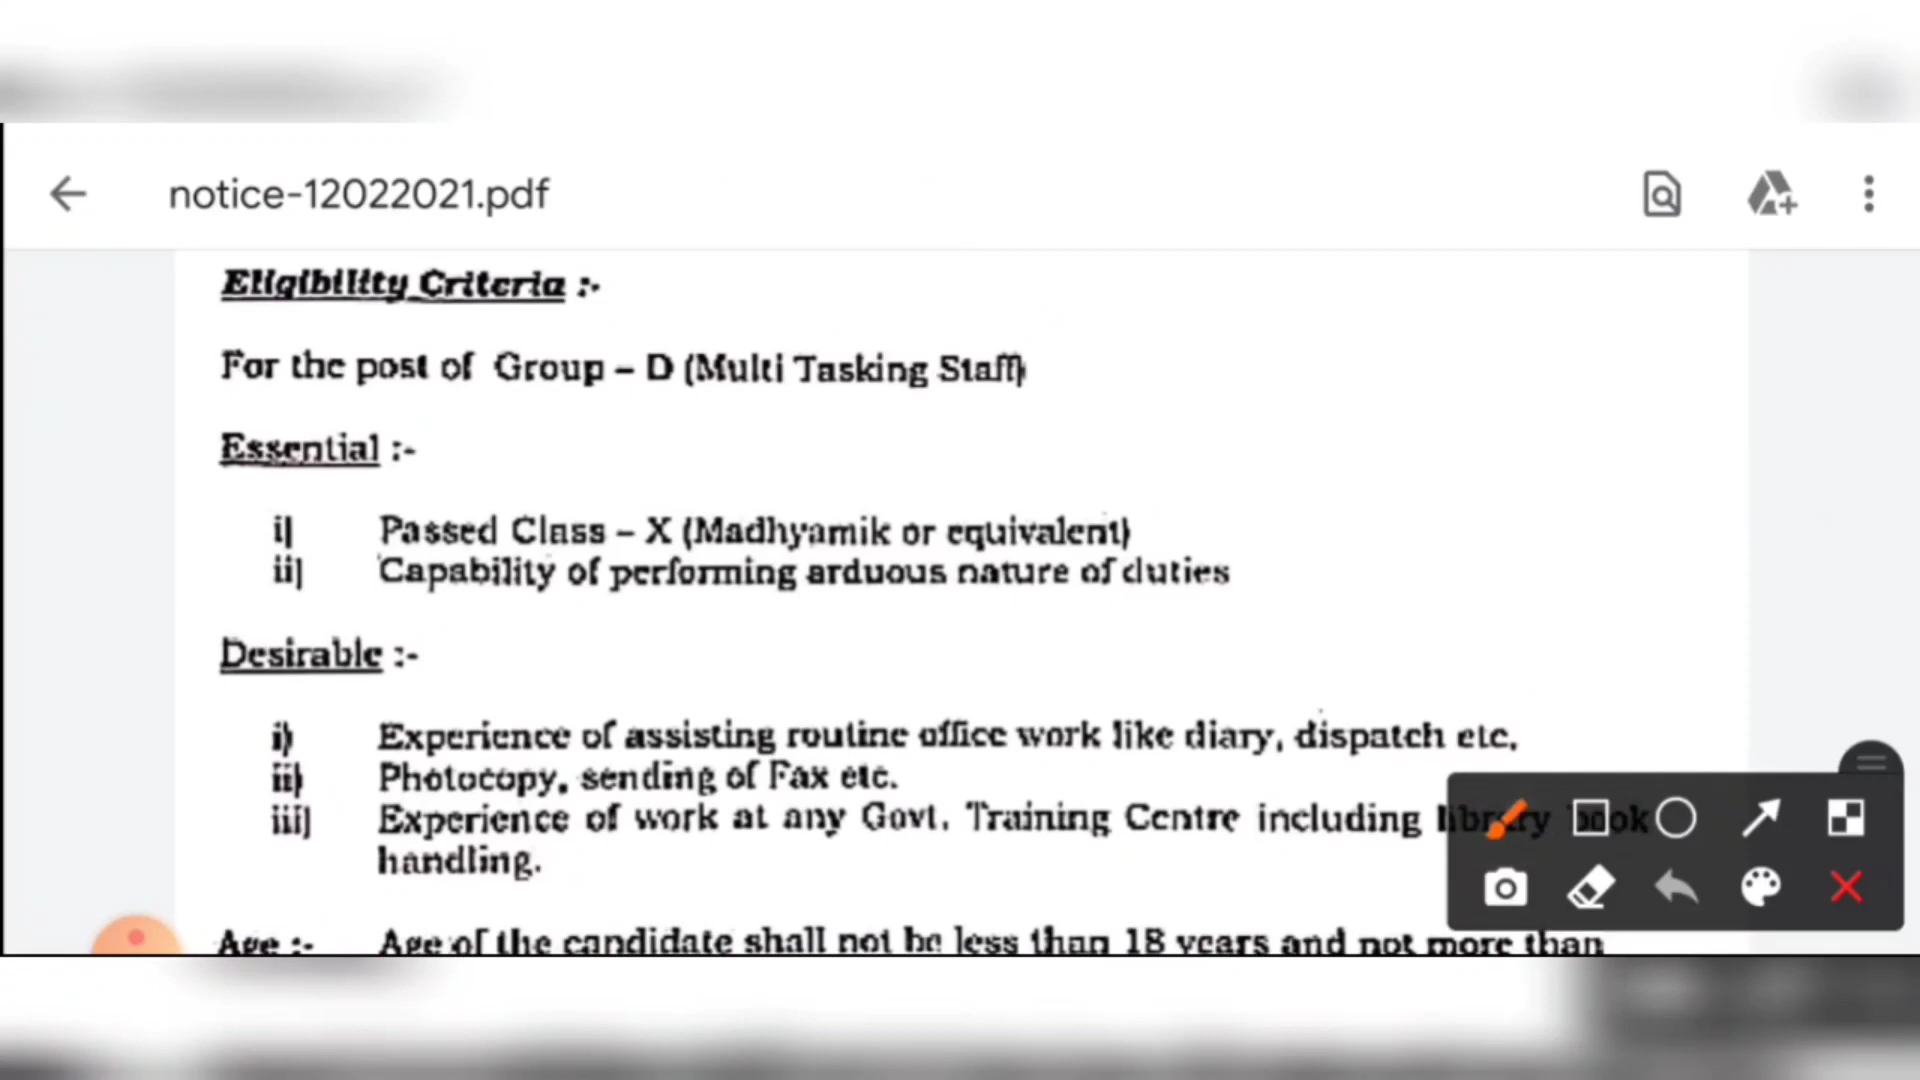 notice-12022021.pdf
Eligibility Criteria :-
For the post of Group – D (Multi Tasking Staff)
Essential :-
i) Passed Class – X (Madhyamik or equivalent)
ii) Capability of performing arduous nature of duties
Desirable :-
i) Experience of assisting routine office work like diary, dispatch etc.
ii) Photocopy, sending of Fax etc.
iii) Experience of work at any Govt. Training Centre including library book
handling.
Age :- Age of the candidate shall not be less than 18 years and not more than